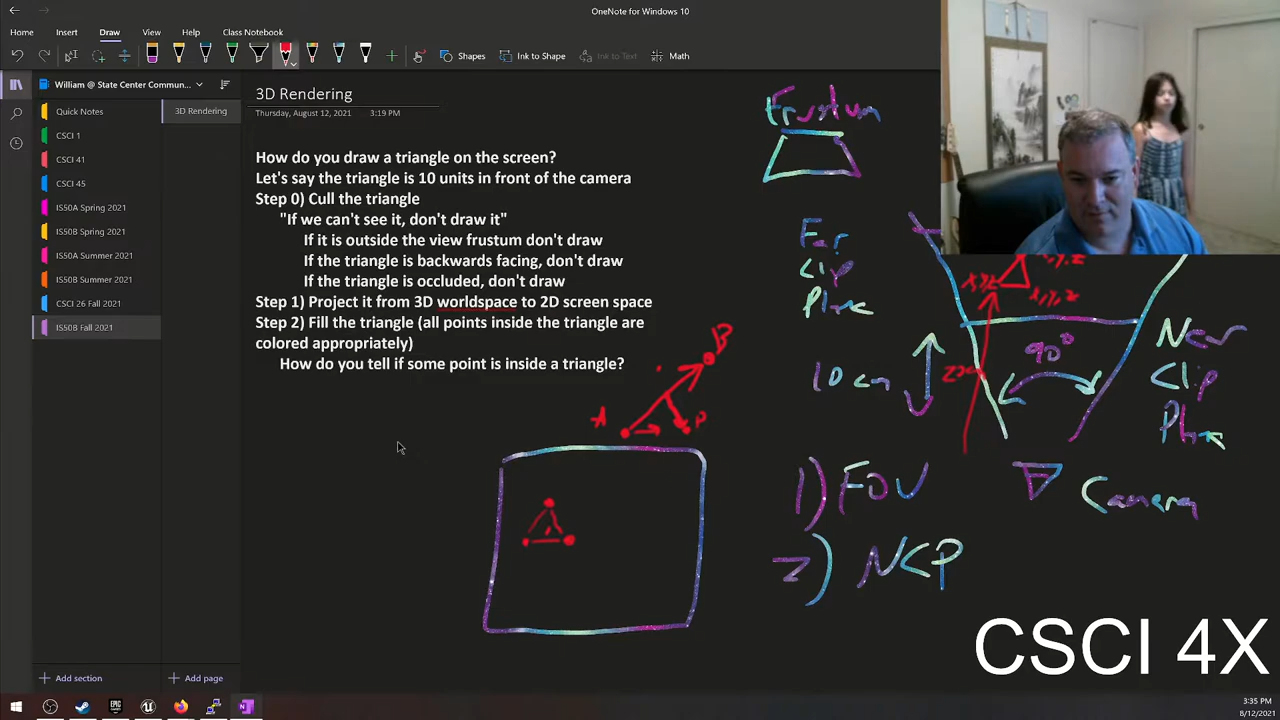 OneNote for Windows 10
Home Insert Draw View Help Class Notebook
Shapes Ink to Shape Ink to Text Math
William @ State Center Commun...
Quick Notes
CSCI 1
CSCI 41
CSCI 45
IS50A Spring 2021
IS50B Spring 2021
IS50A Summer 2021
IS50B Summer 2021
CSCI 26 Fall 2021
IS50B Fall 2021
Add section
3D Rendering
Add page
3D Rendering
Thursday, August 12, 2021 3:19 PM
How do you draw a triangle on the screen?
Let's say the triangle is 10 units in front of the camera
Step 0) Cull the triangle
"If we can't see it, don't draw it"
If it is outside the view frustum don't draw
If the triangle is backwards facing, don't draw
If the triangle is occluded, don't draw
Step 1) Project it from 3D worldspace to 2D screen space
Step 2) Fill the triangle (all points inside the triangle are
colored appropriately)
How do you tell if some point is inside a triangle?
A
B
P
Frustum
Far
Clip
Plane
10 cm
x,y,z
x,y,z
x,y,z
90°
Near
Clip
Plane
Camera
1) FOV
2) NCP
CSCI 4X
3:35 PM
8/12/2021